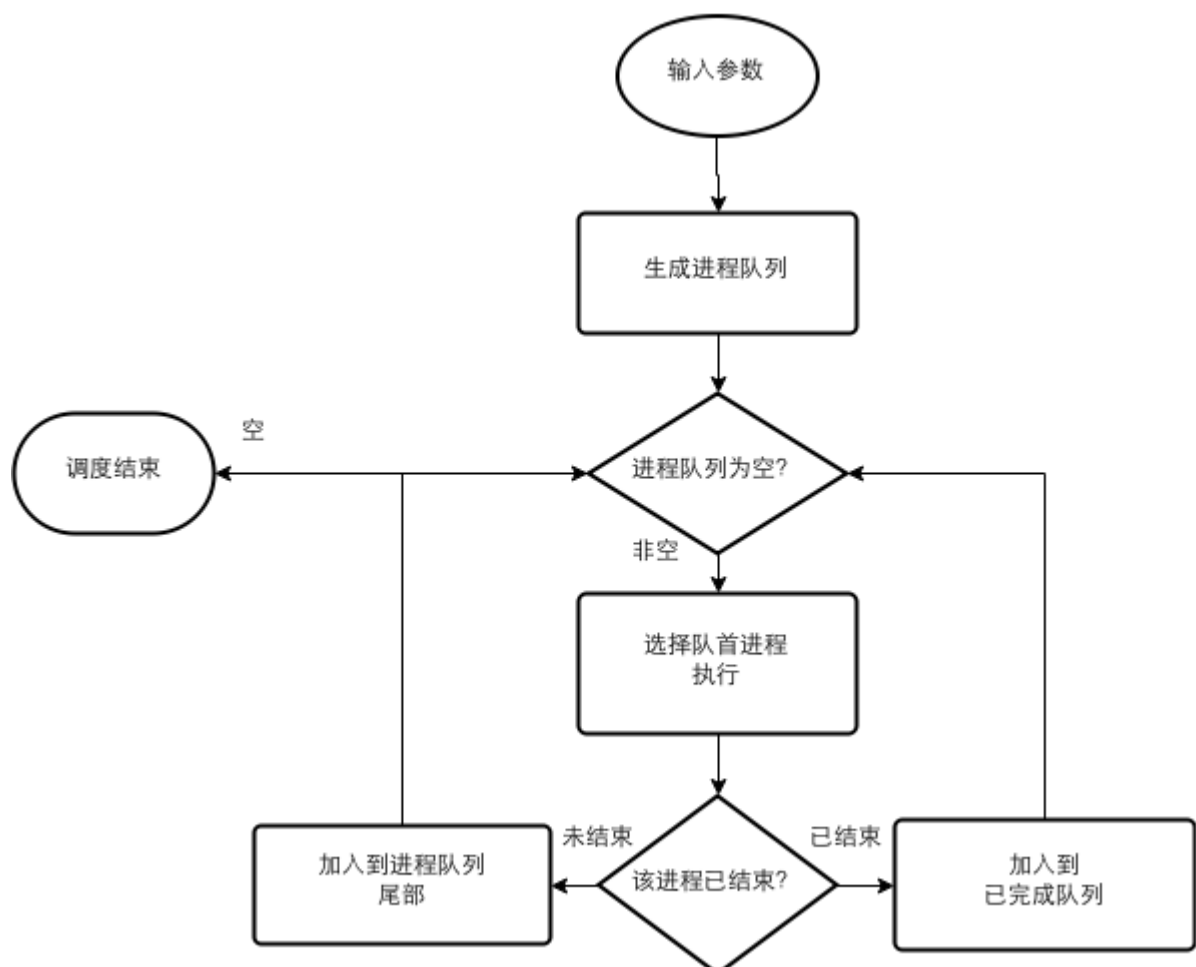 输入参数
生成进程队列
空
调度结束
进程队列为空?
非空
选择队首进程
执行
未结束
已结束
加入到进程队列
尾部
该进程已结束?
加入到
已完成队列